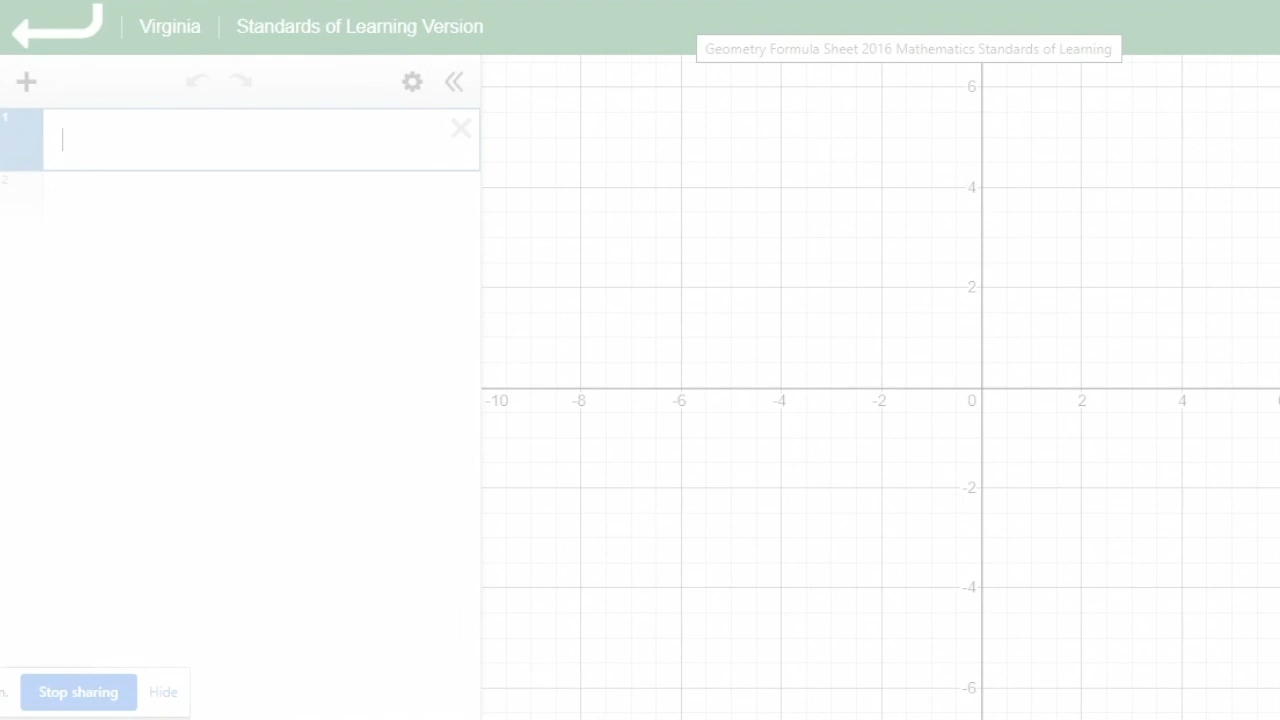 Virginia
Standards of Learning Version
Geometry Formula Sheet 2016 Mathematics Standards of Learning
1
2
6
4
2
-10 -8 -6 -4 -2 0 2 4
-2
-4
-6
Stop sharing Hide